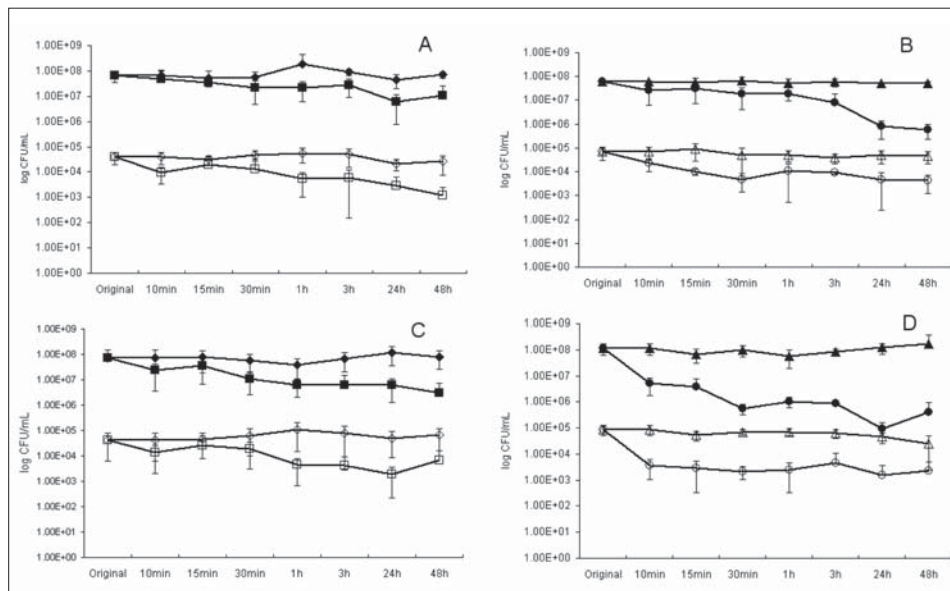 A
1.00E+09
1.00E+08
1.00E+07
1.00E+06
1.00E+05
1.00E+04
1.00E+03
1.00E+02
1.00E+01
1.00E+00
log CFU/mL
Original 10min 15min 30min 1h 3h 24h 48h
B
1.00E+09
1.00E+08
1.00E+07
1.00E+06
1.00E+05
1.00E+04
1.00E+03
1.00E+02
1.00E+01
1.00E+00
log CFU/mL
Original 10min 15min 30min 1h 3h 24h 48h
C
1.00E+09
1.00E+08
1.00E+07
1.00E+06
1.00E+05
1.00E+04
1.00E+03
1.00E+02
1.00E+01
1.00E+00
log CFU/mL
Original 10min 15min 30min 1h 3h 24h 48h
D
1.00E+09
1.00E+08
1.00E+07
1.00E+06
1.00E+05
1.00E+04
1.00E+03
1.00E+02
1.00E+01
1.00E+00
log CFU/mL
Original 10min 15min 30min 1h 3h 24h 48h